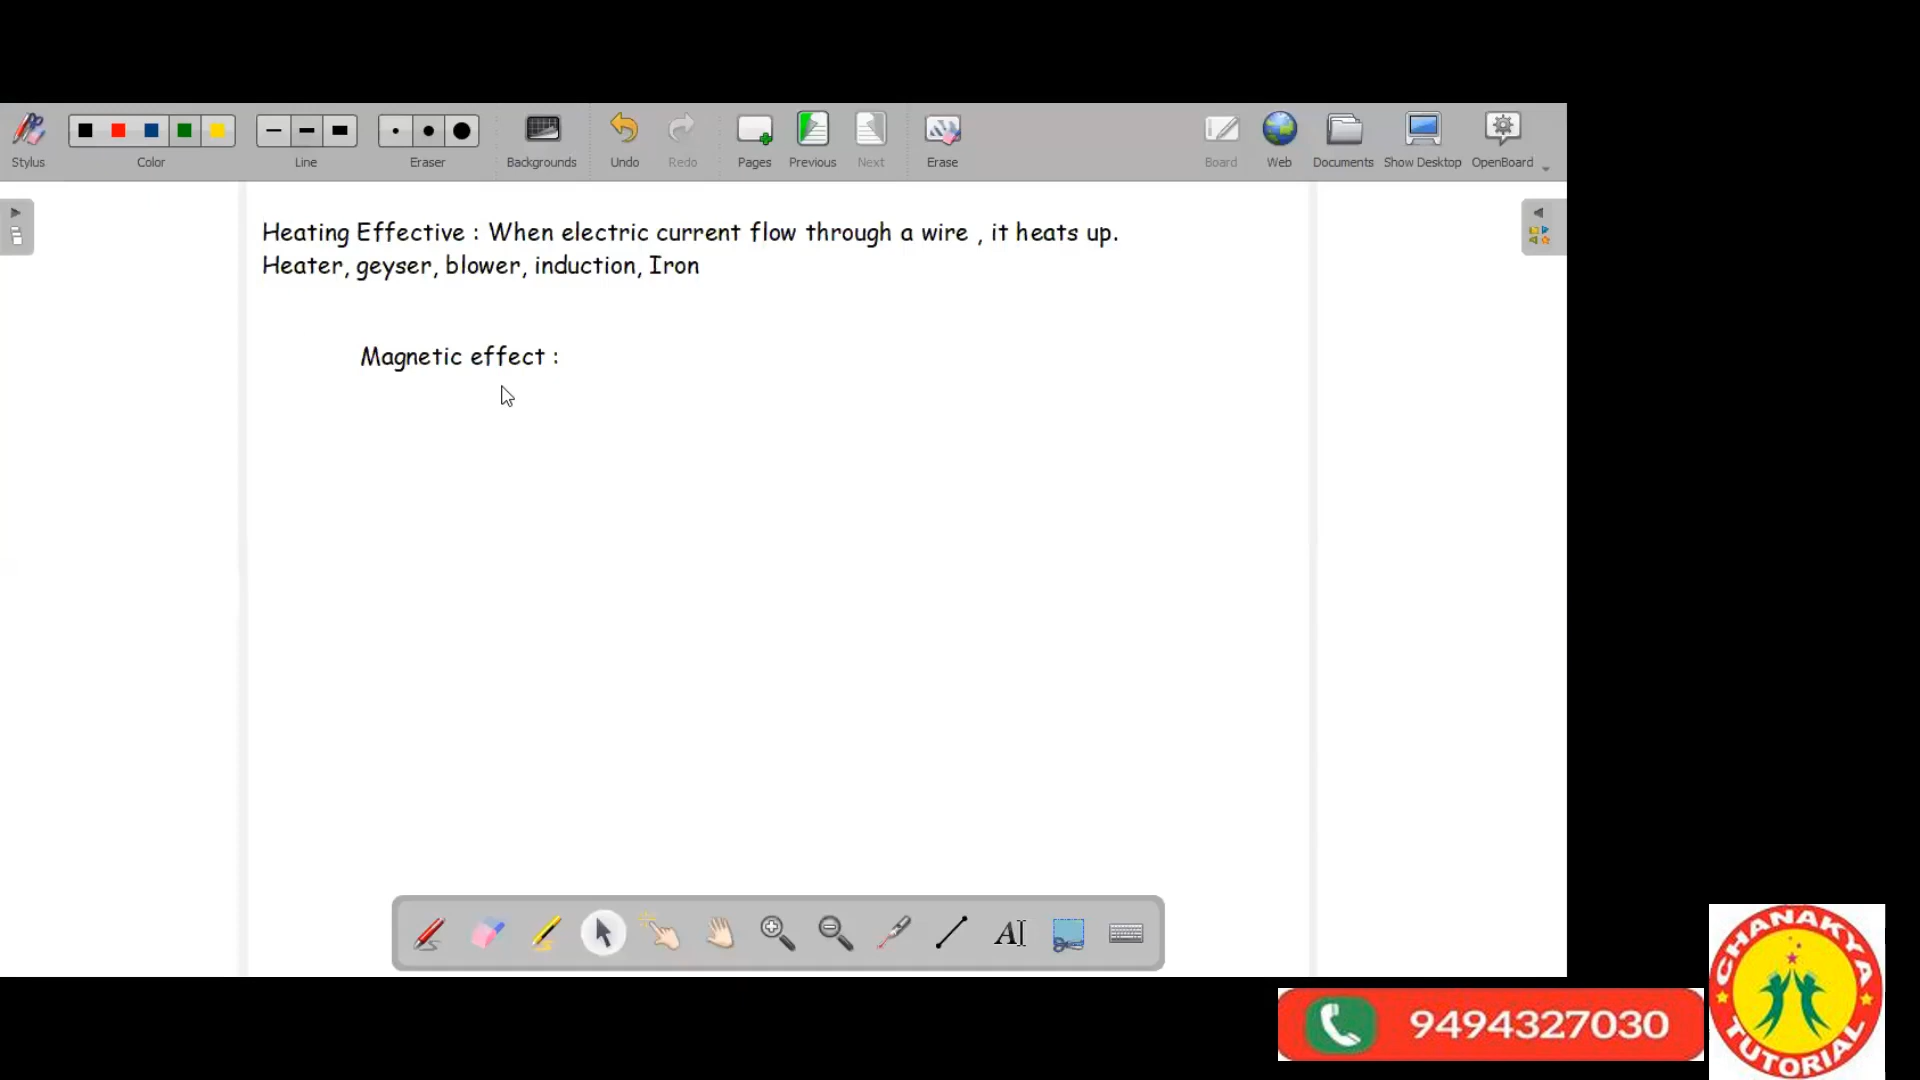 Stylus
Color
Line
Eraser
Backgrounds
Undo
Redo
Pages
Previous
Next
Erase
Board
Web
Documents
Show Desktop
OpenBoard
Heating Effective : When electric current flow through a wire , it heats up.
Heater, geyser, blower, induction, Iron
Magnetic effect :
AI
9494327030
CHANAKYA
TUTORIAL